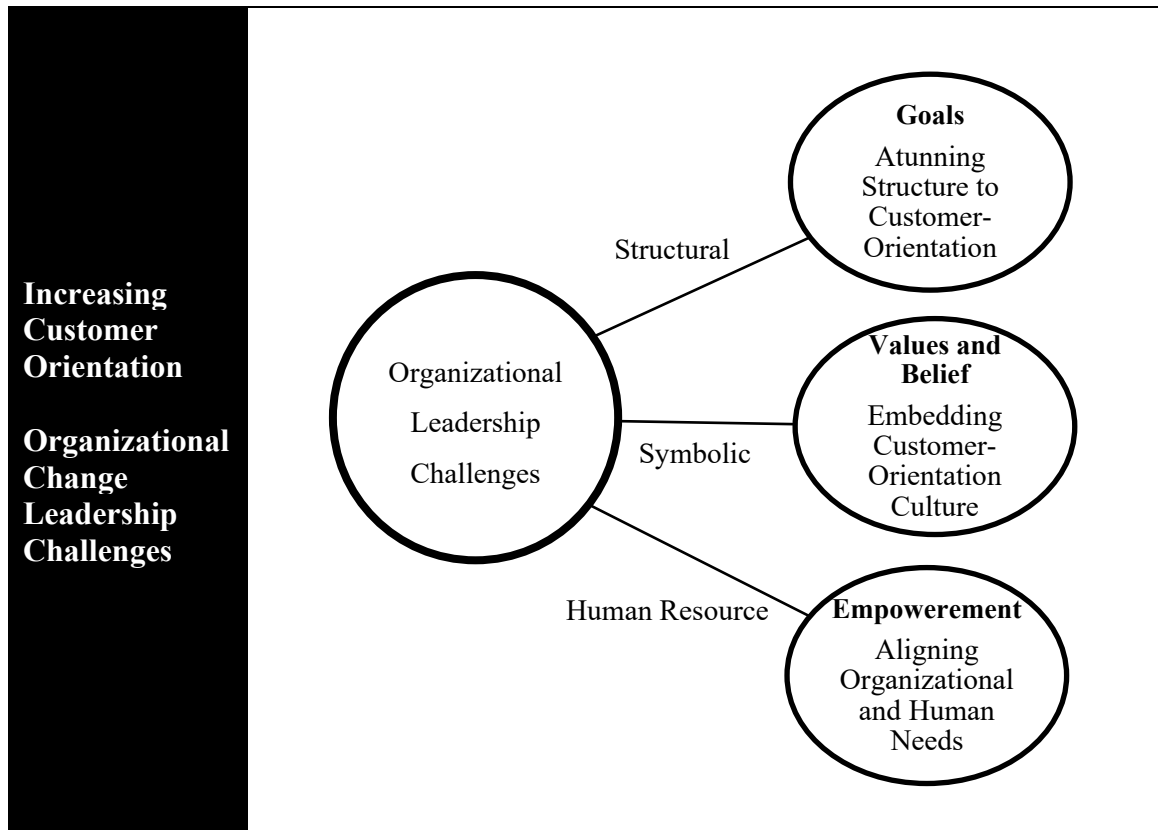 Increasing
Customer
Orientation
Organizational
Change
Leadership
Challenges
Organizational
Leadership
Challenges
Structural
Symbolic
Human Resource
Goals
Atunning
Structure to
Customer-
Orientation
Values and
Belief
Embedding
Customer-
Orientation
Culture
Empowerement
Aligning
Organizational
and Human
Needs